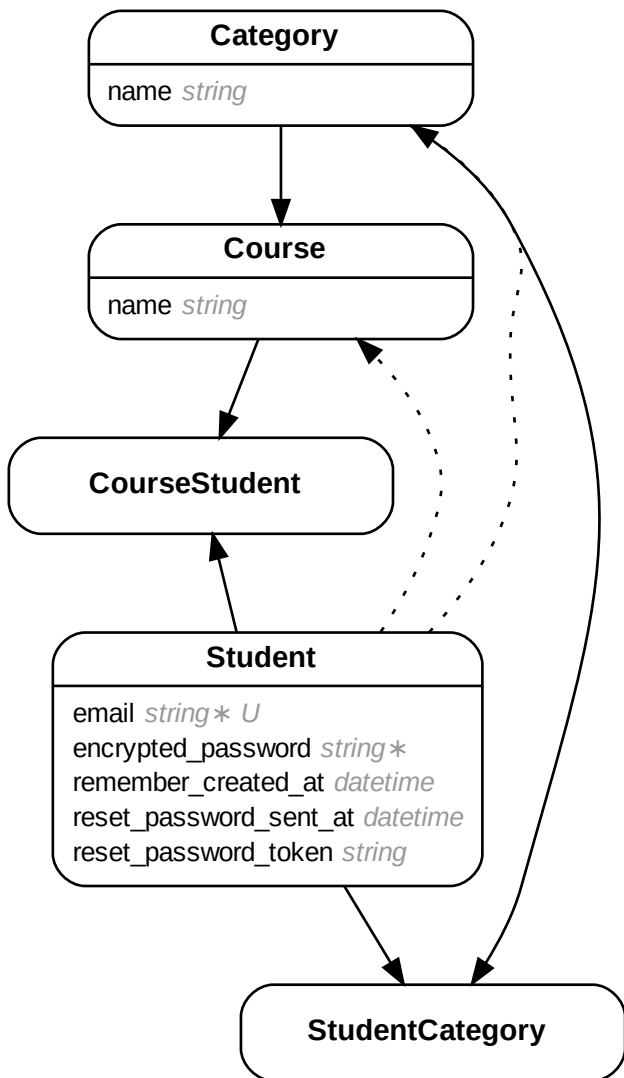 Category
name string
Course
name string
CourseStudent
Student
email string∗ U
encrypted_password string∗
remember_created_at datetime
reset_password_sent_at datetime
reset_password_token string
StudentCategory